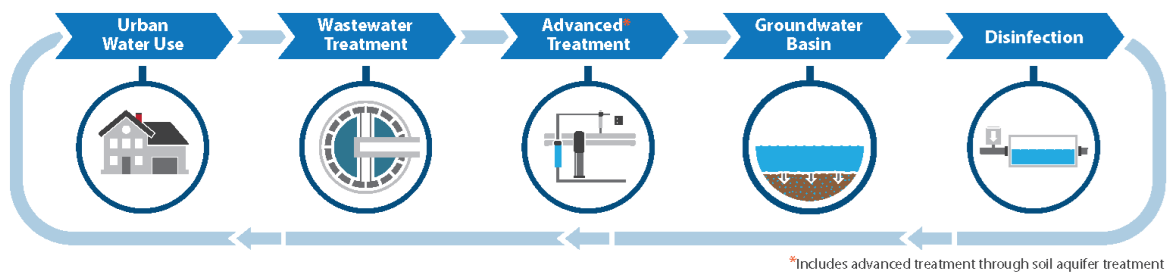 Urban
Water Use
Wastewater
Treatment
Advanced*
Treatment
Groundwater
Basin
Disinfection
*Includes advanced treatment through soil aquifer treatment